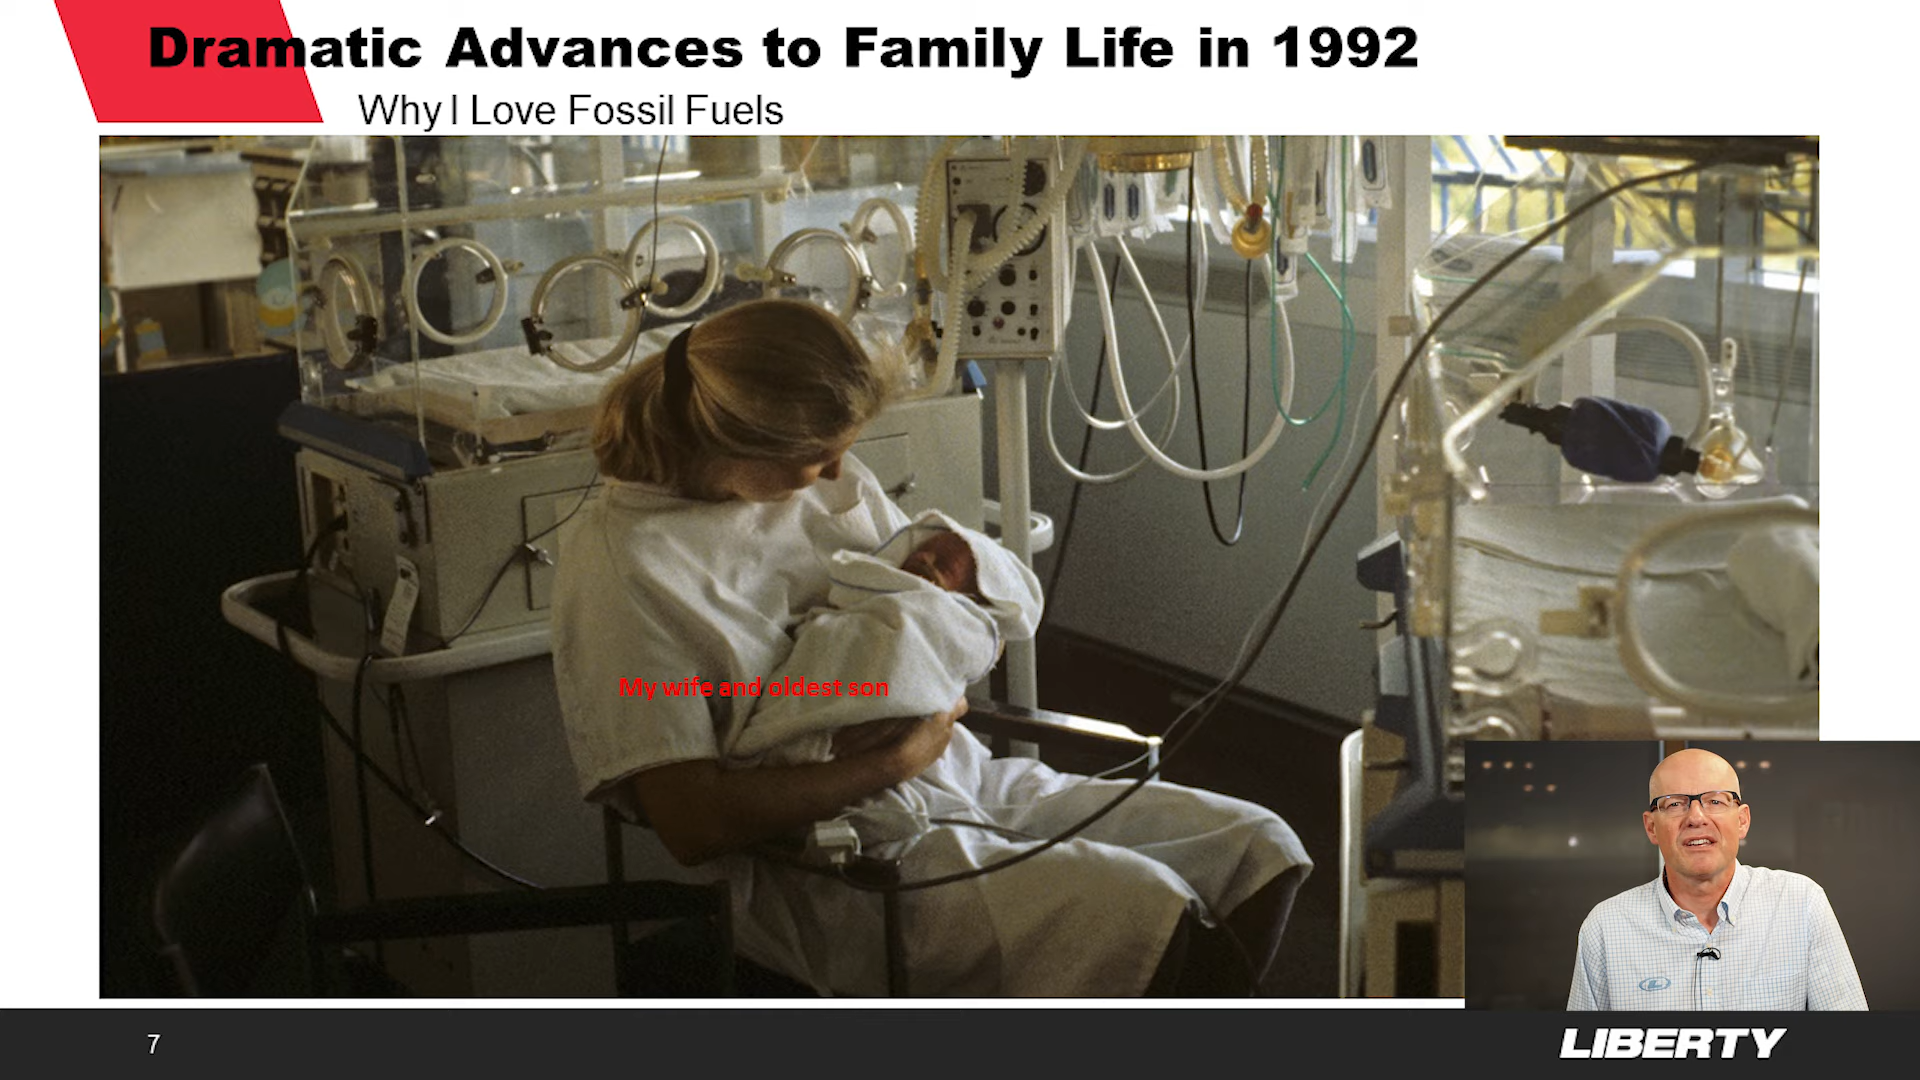 Dramatic Advances to Family Life in 1992
Why I Love Fossil Fuels
My wife and oldest son
7
LIBERTY